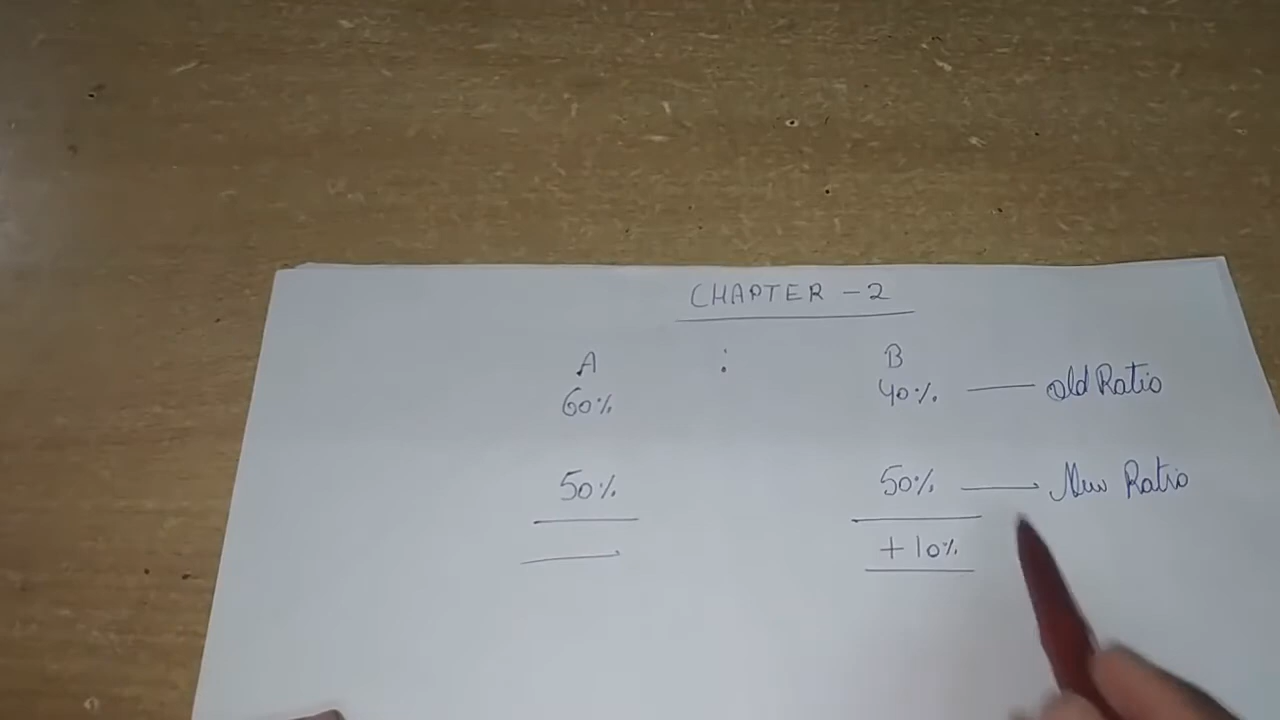 CHAPTER - 2
A : B
60% 40% — Old Ratio
50% 50% — New Ratio
+10%